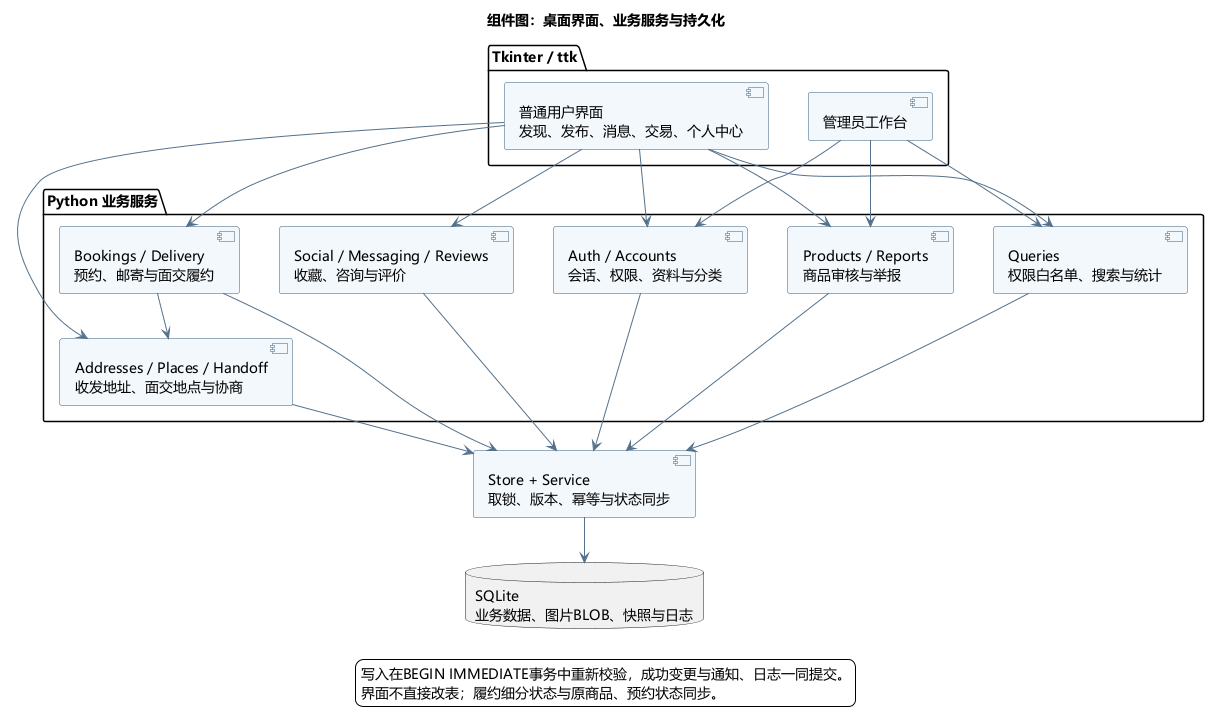 组件图：桌面界面、业务服务与持久化
Tkinter / ttk
普通用户界面
发现、发布、消息、交易、个人中心
管理员工作台
Python 业务服务
Bookings / Delivery
预约、邮寄与面交履约
Social / Messaging / Reviews
收藏、咨询与评价
Auth / Accounts
会话、权限、资料与分类
Products / Reports
商品审核与举报
Queries
权限白名单、搜索与统计
Addresses / Places / Handoff
收发地址、面交地点与协商
Store + Service
取锁、版本、幂等与状态同步
SQLite
业务数据、图片BLOB、快照与日志
写入在BEGIN IMMEDIATE事务中重新校验，成功变更与通知、日志一同提交。
界面不直接改表；履约细分状态与原商品、预约状态同步。